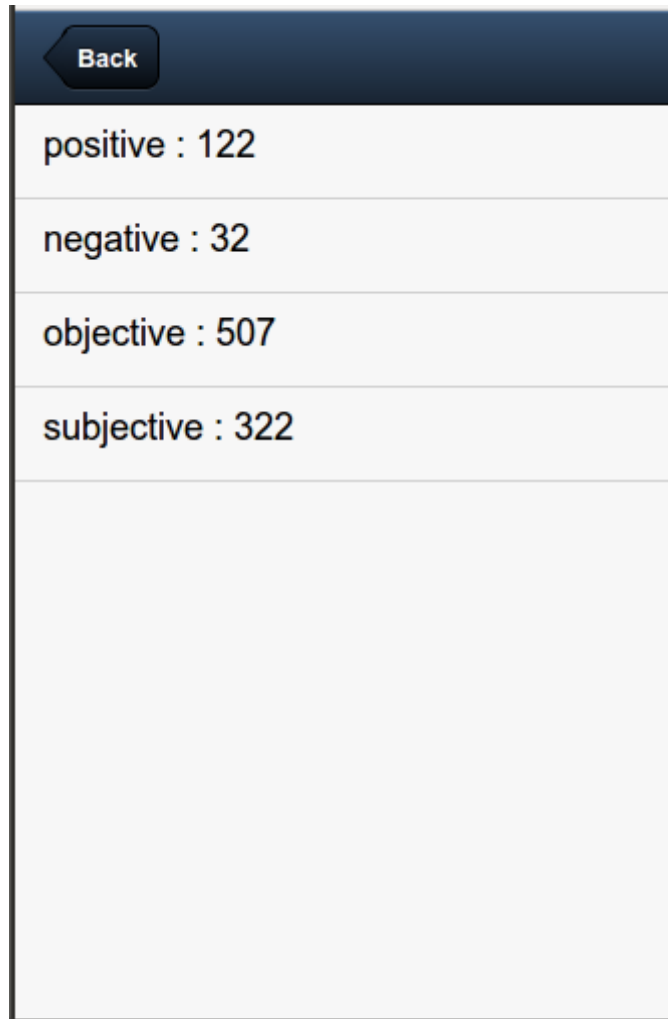 Back
positive : 122
negative : 32
objective : 507
subjective : 322